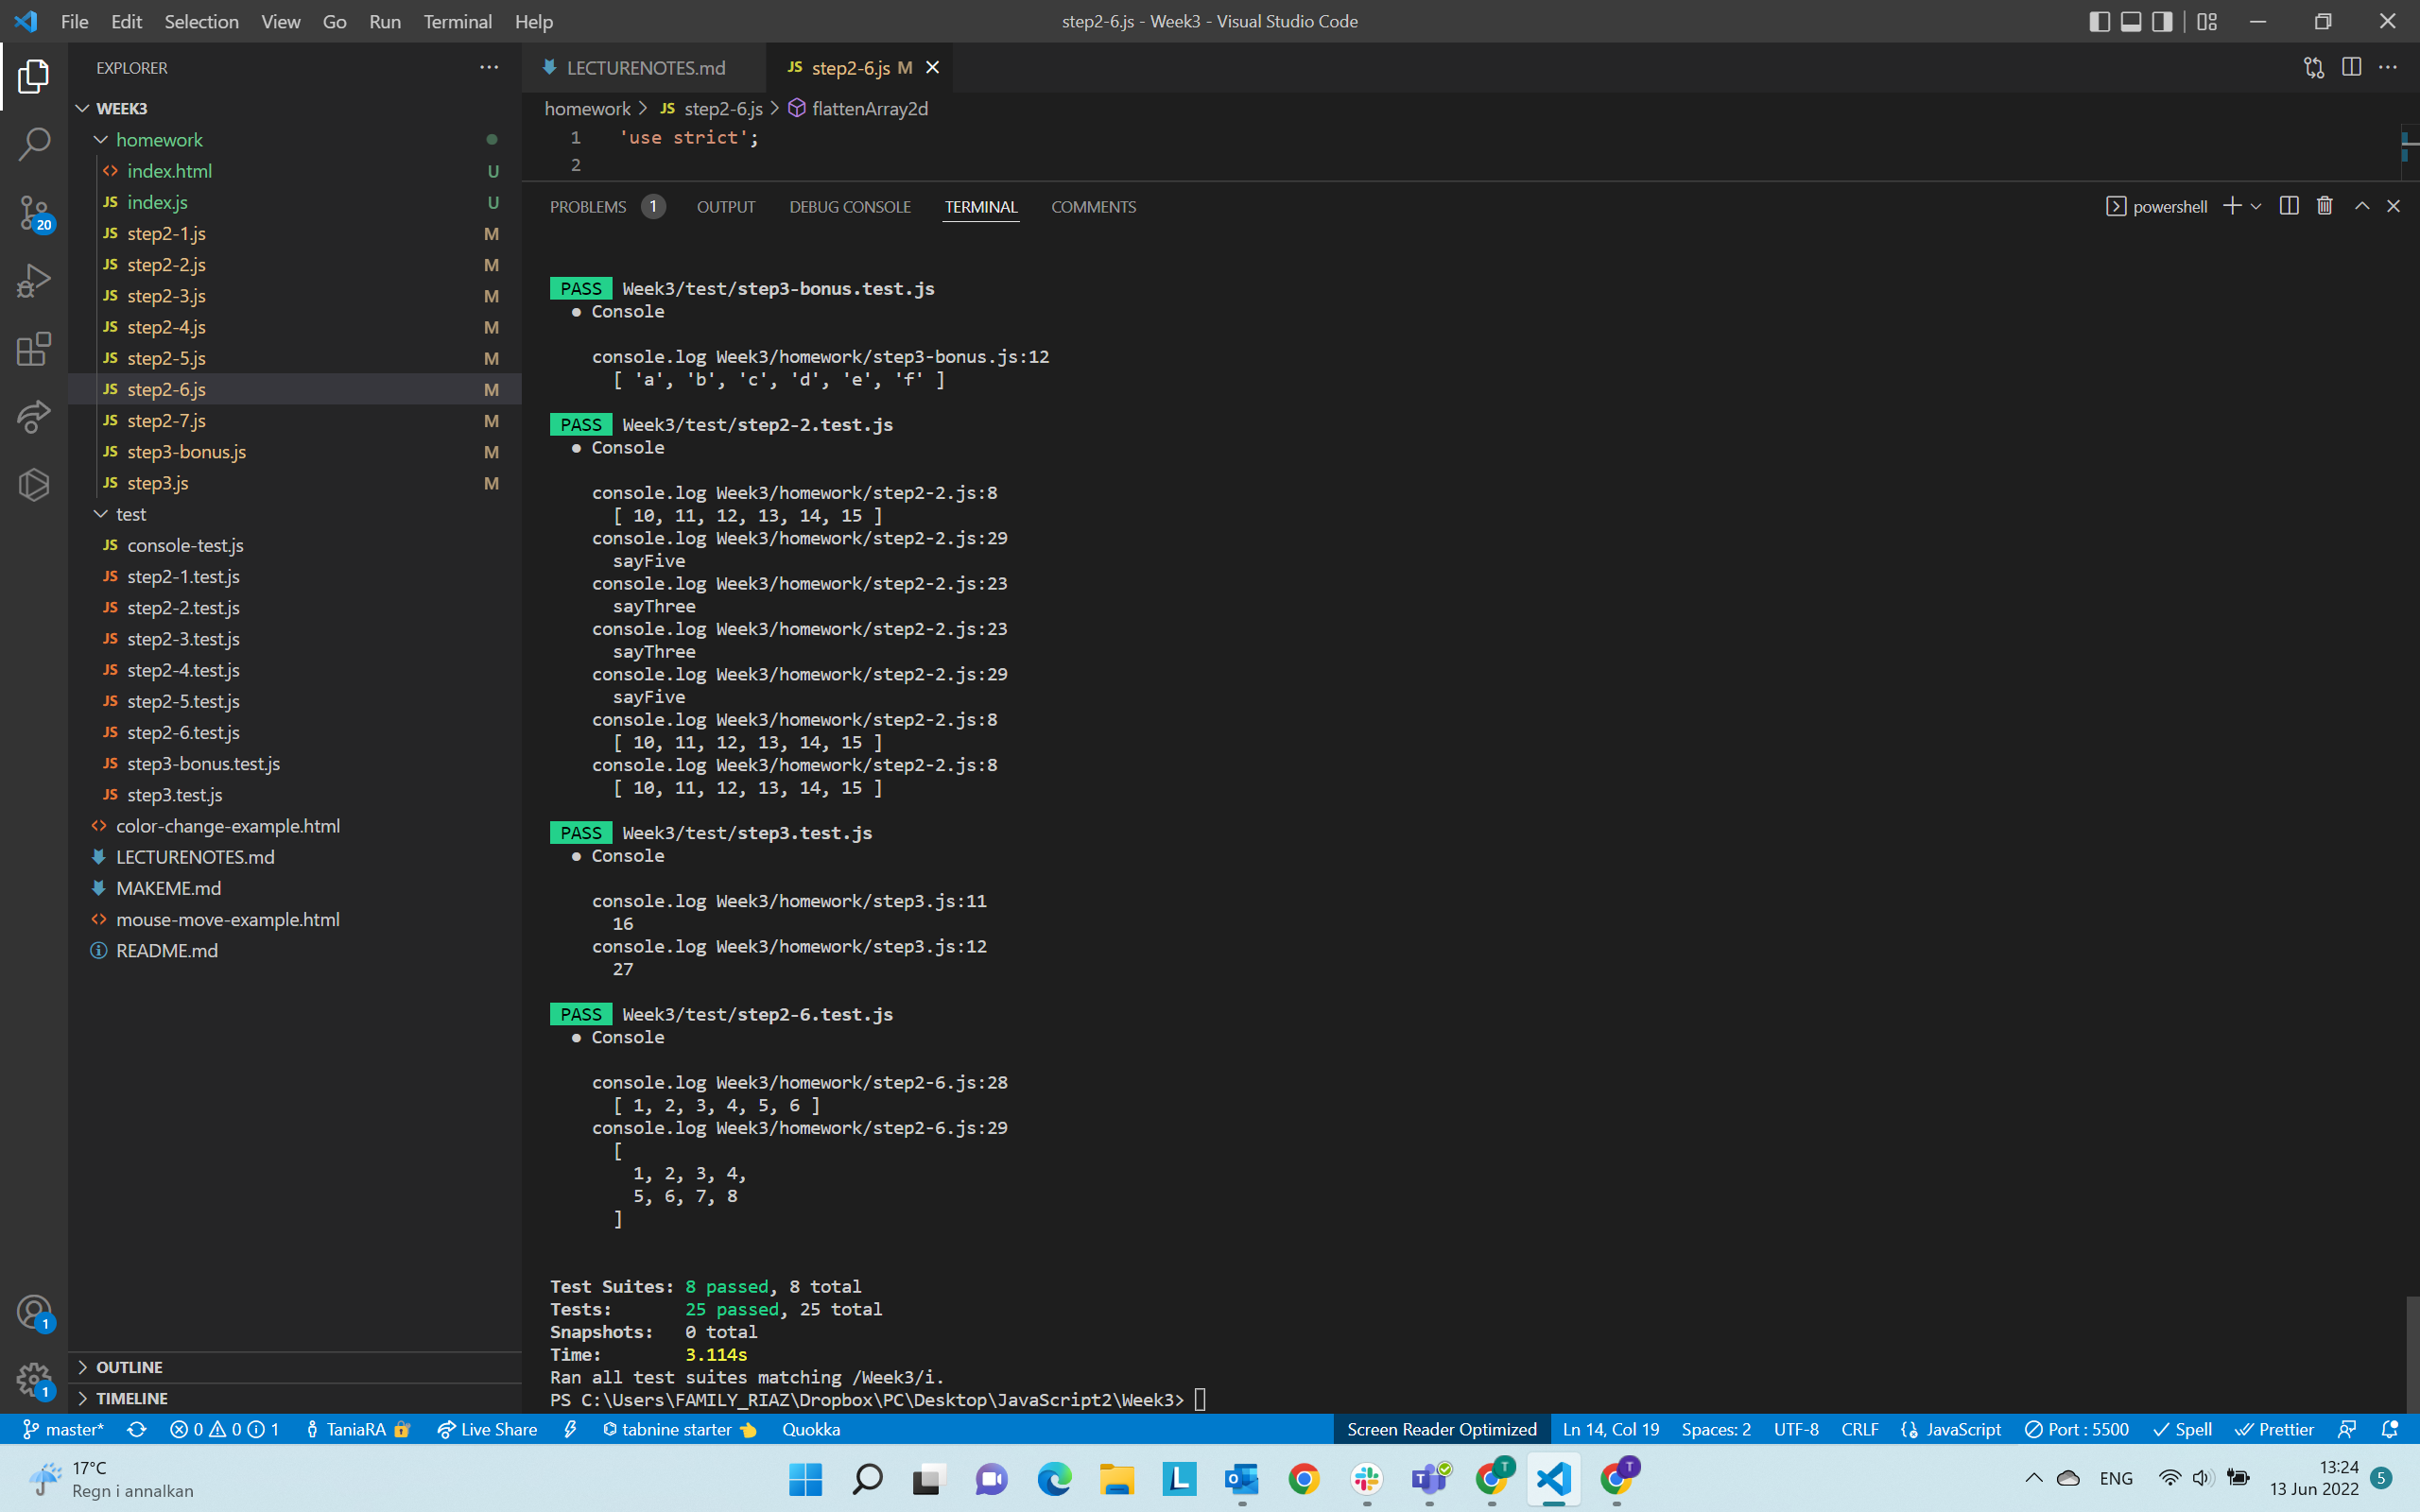 File Edit Selection View Go Run Terminal Help
step2-6.js - Week3 - Visual Studio Code
EXPLORER
WEEK3
homework
index.html U
index.js U
step2-1.js M
step2-2.js M
step2-3.js M
step2-4.js M
step2-5.js M
step2-6.js M
step2-7.js M
step3-bonus.js M
step3.js M
test
console-test.js
step2-1.test.js
step2-2.test.js
step2-3.test.js
step2-4.test.js
step2-5.test.js
step2-6.test.js
step3-bonus.test.js
step3.test.js
color-change-example.html
LECTURENOTES.md
MAKEME.md
mouse-move-example.html
README.md
OUTLINE
TIMELINE
20
1
1
LECTURENOTES.md
JS step2-6.js M
homework > JS step2-6.js > flattenArray2d
1 'use strict';
2
PROBLEMS 1 OUTPUT DEBUG CONSOLE TERMINAL COMMENTS
powershell
PASS Week3/test/step3-bonus.test.js
● Console
console.log Week3/homework/step3-bonus.js:12
[ 'a', 'b', 'c', 'd', 'e', 'f' ]
PASS Week3/test/step2-2.test.js
● Console
console.log Week3/homework/step2-2.js:8
[ 10, 11, 12, 13, 14, 15 ]
console.log Week3/homework/step2-2.js:29
sayFive
console.log Week3/homework/step2-2.js:23
sayThree
console.log Week3/homework/step2-2.js:23
sayThree
console.log Week3/homework/step2-2.js:29
sayFive
console.log Week3/homework/step2-2.js:8
[ 10, 11, 12, 13, 14, 15 ]
console.log Week3/homework/step2-2.js:8
[ 10, 11, 12, 13, 14, 15 ]
PASS Week3/test/step3.test.js
● Console
console.log Week3/homework/step3.js:11
16
console.log Week3/homework/step3.js:12
27
PASS Week3/test/step2-6.test.js
● Console
console.log Week3/homework/step2-6.js:28
[ 1, 2, 3, 4, 5, 6 ]
console.log Week3/homework/step2-6.js:29
[
1, 2, 3, 4,
5, 6, 7, 8
]
Test Suites: 8 passed, 8 total
Tests: 25 passed, 25 total
Snapshots: 0 total
Time: 3.114s
Ran all test suites matching /Week3/i.
PS C:\Users\FAMILY_RIAZ\Dropbox\PC\Desktop\JavaScript2\Week3>
master* 0 0 1 TaniaRA Live Share tabnine starter Quokka
Screen Reader Optimized Ln 14, Col 19 Spaces: 2 UTF-8 CRLF JavaScript Port : 5500 Spell Prettier
17°C
Regn i annalkan
ENG
13:24
13 Jun 2022
5